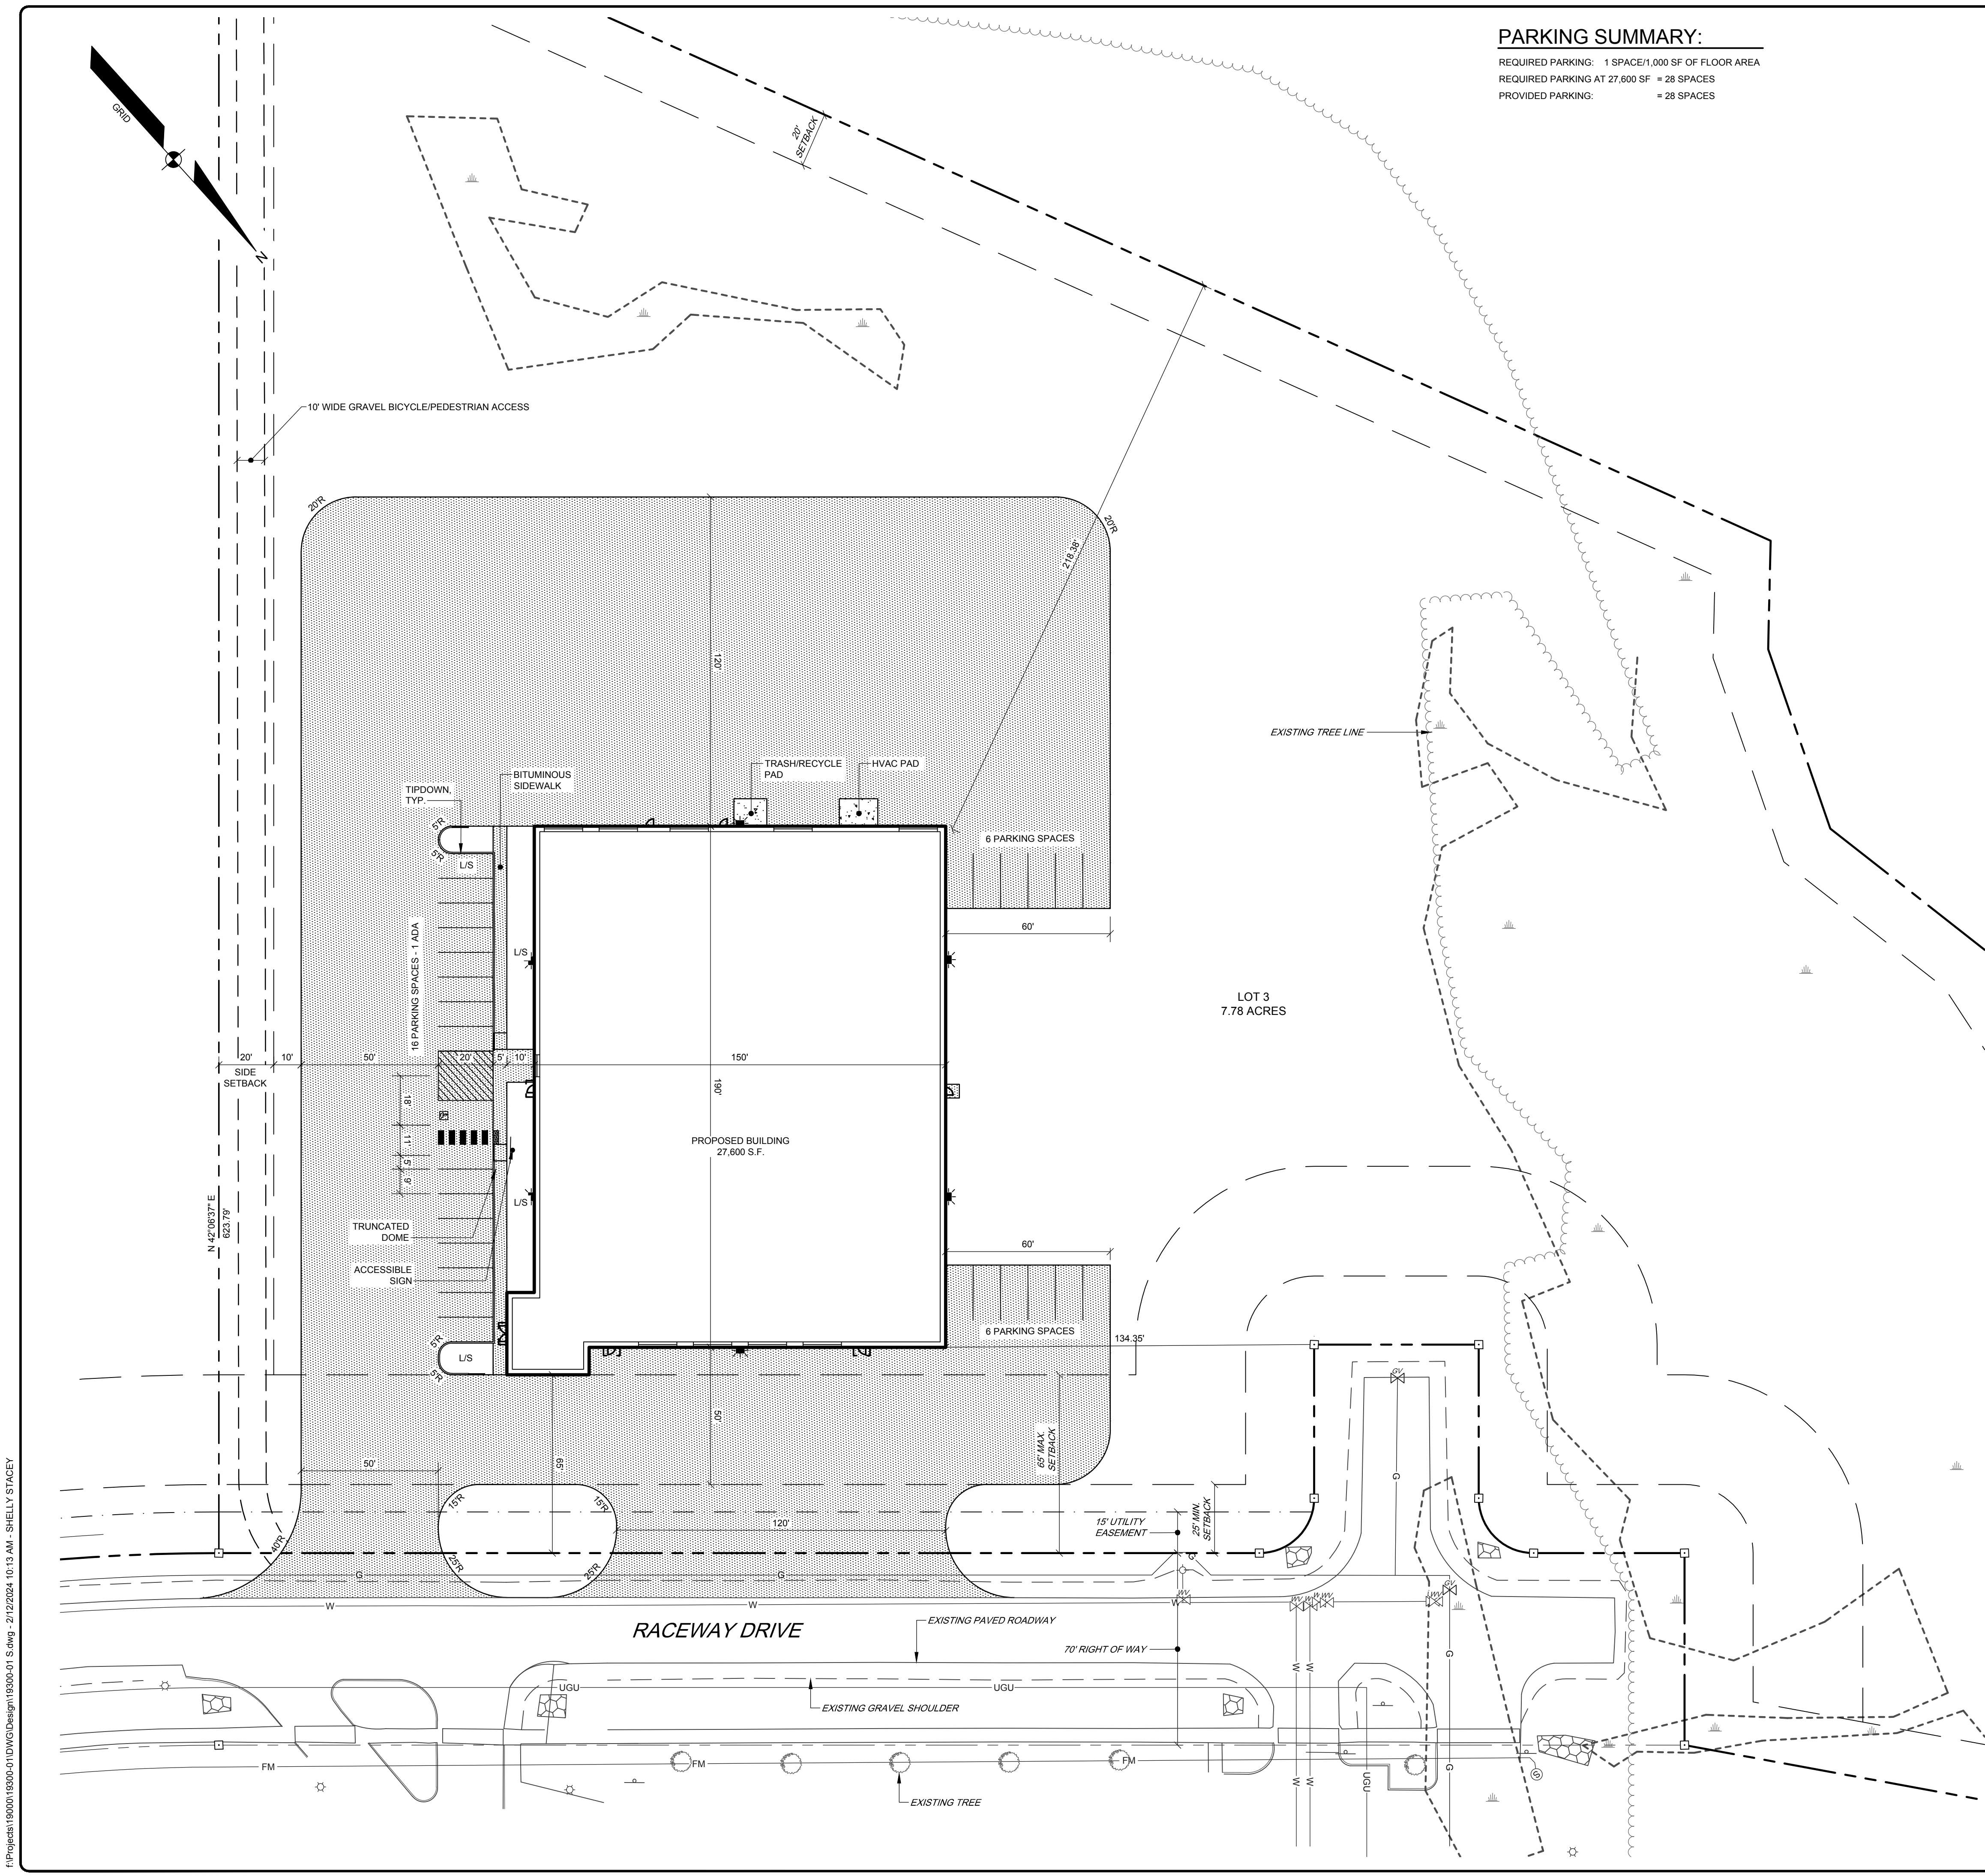 PARKING SUMMARY:
REQUIRED PARKING: 1 SPACE/1,000 SF OF FLOOR AREA
REQUIRED PARKING AT 27,600 SF = 28 SPACES
PROVIDED PARKING: = 28 SPACES
GRID
N
20'
SETBACK
10' WIDE GRAVEL BICYCLE/PEDESTRIAN ACCESS
20'R
20'R
218.38'
120'
EXISTING TREE LINE
TRASH/RECYCLE
PAD
HVAC PAD
BITUMINOUS
SIDEWALK
TIPDOWN,
TYP.
5'R
5'R
L/S
6 PARKING SPACES
60'
16 PARKING SPACES - 1 ADA
L/S
LOT 3
7.78 ACRES
20'
SIDE
SETBACK
10'
50'
20'
5'
10'
150'
190'
18'
11'
5'
9'
PROPOSED BUILDING
27,600 S.F.
L/S
N 42°06'37" E
623.79'
TRUNCATED
DOME
ACCESSIBLE
SIGN
60'
6 PARKING SPACES
134.35'
5'R
L/S
5'R
50'
65'
50'
65' MAX.
SETBACK
GV
G
15'R
15'R
120'
15' UTILITY
EASEMENT
25' MIN.
SETBACK
40'R
25'R
25'R
G
G
G
W
W
W
WV
WV
W
W
WV
WV
GV
RACEWAY DRIVE
EXISTING PAVED ROADWAY
70' RIGHT OF WAY
W
W
G
UGU
UGU
EXISTING GRAVEL SHOULDER
FM
FM
FM
W
W
UGU
G
S
EXISTING TREE
f:\Projects\19000\19300-01\DWG\Design\19300-01 S.dwg - 2/12/2024 10:13 AM - SHELLY STACEY